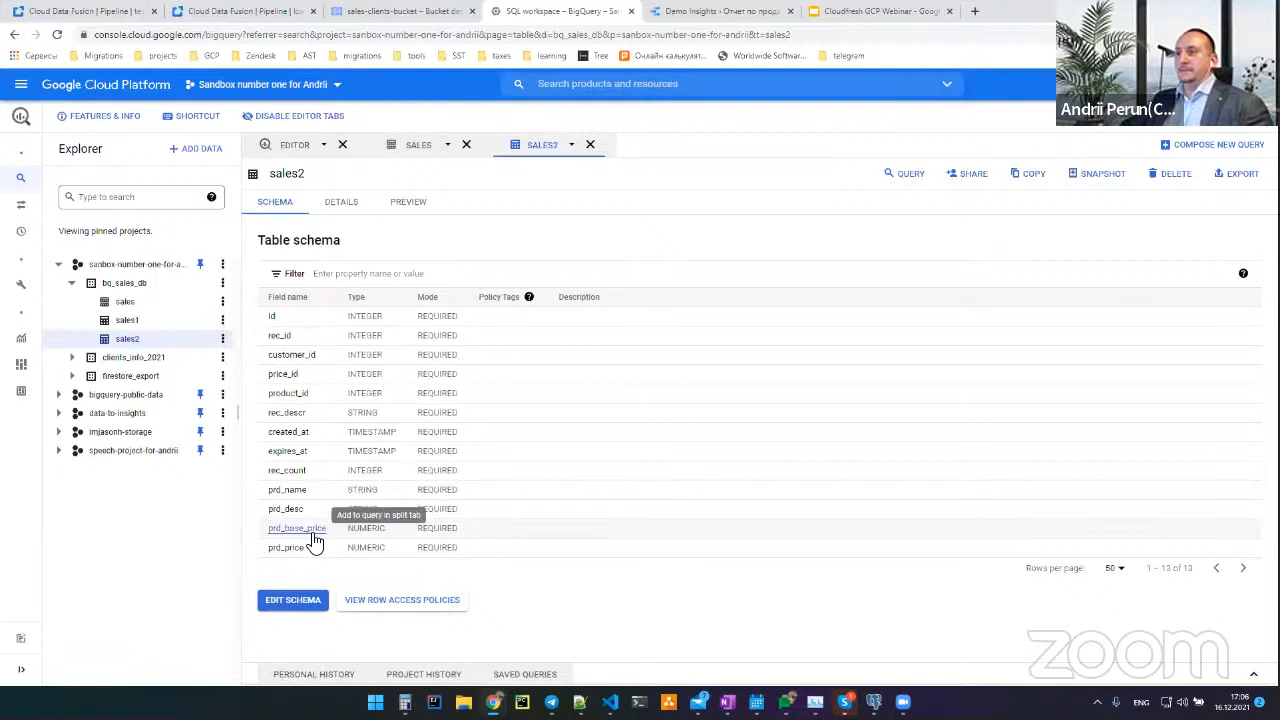 Cloud Data Fusion | Pipeline | te
Cloud Data Fusion | Pipeline | loa
sales-clients-bucket – Bucket det
SQL workspace – BigQuery – San
Demo Insights › Отчет по прода
Cloudfresh GCP Webinar - Googl
console.cloud.google.com/bigquery?referrer=search&project=sanbox-number-one-for-andrii&page=table&d=bq_sales_db&p=sanbox-number-one-for-andrii&t=sales2
Сервисы
Migrations
GCP
Zendesk
AST
migrations
tools
SST
taxes
learning
Tree
Онлайн калькулят...
Worldwide Softwar...
telegram
Google Cloud Platform
Sandbox number one for Andrii
Search products and resources
Andrii Perun(C...
FEATURES & INFO
SHORTCUT
DISABLE EDITOR TABS
Explorer
+ ADD DATA
EDITOR
SALES
SALES2
COMPOSE NEW QUERY
sales2
QUERY
SHARE
COPY
SNAPSHOT
DELETE
EXPORT
Type to search
SCHEMA
DETAILS
PREVIEW
Viewing pinned projects.
sanbox-number-one-for-a...
bq_sales_db
sales
sales1
sales2
clients_info_2021
firestore_export
bigquery-public-data
data-to-insights
imjasonh-storage
speech-project-for-andrii
Table schema
Filter Enter property name or value
Field name Type Mode Policy Tags Description
id INTEGER REQUIRED
rec_id INTEGER REQUIRED
customer_id INTEGER REQUIRED
price_id INTEGER REQUIRED
product_id INTEGER REQUIRED
rec_descr STRING REQUIRED
created_at TIMESTAMP REQUIRED
expires_at TIMESTAMP REQUIRED
rec_count INTEGER REQUIRED
prd_name STRING REQUIRED
prd_desc REQUIRED
Add to query in split tab
prd_base_price NUMERIC REQUIRED
prd_price NUMERIC REQUIRED
Rows per page: 50 1 – 13 of 13
EDIT SCHEMA
VIEW ROW ACCESS POLICIES
zoom
PERSONAL HISTORY
PROJECT HISTORY
SAVED QUERIES
ENG
17:06
16.12.2021